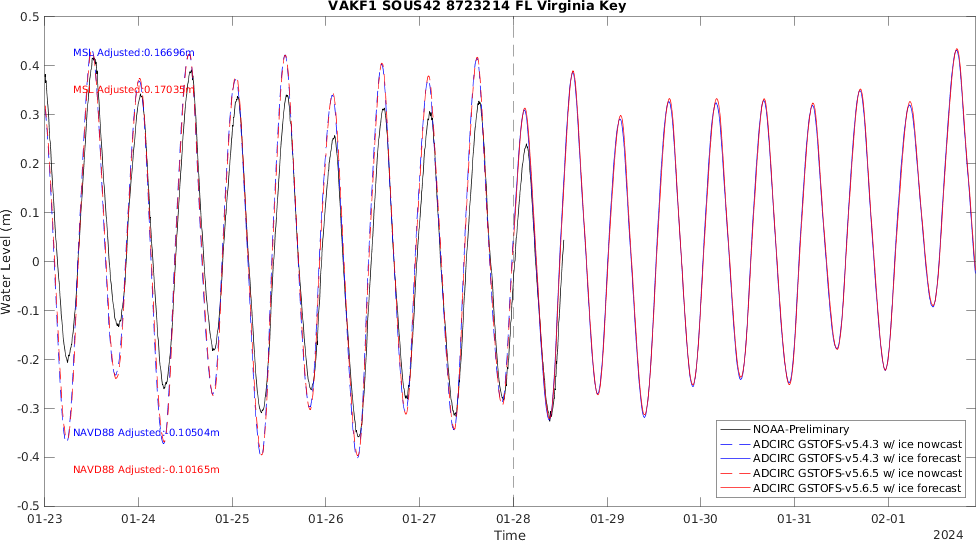 VAKF1 SOUS42 8723214 FL Virginia Key
0.5
0.4
0.3
0.2
0.1
0
-0.1
-0.2
-0.3
-0.4
-0.5
Water Level (m)
MSL Adjusted:0.16696m
MSL Adjusted:0.17035m
NAVD88 Adjusted:-0.10504m
NAVD88 Adjusted:-0.10165m
NOAA-Preliminary
ADCIRC GSTOFS-v5.4.3 w/ ice nowcast
ADCIRC GSTOFS-v5.4.3 w/ ice forecast
ADCIRC GSTOFS-v5.6.5 w/ ice nowcast
ADCIRC GSTOFS-v5.6.5 w/ ice forecast
01-23 01-24 01-25 01-26 01-27 01-28 01-29 01-30 01-31 02-01
Time
2024